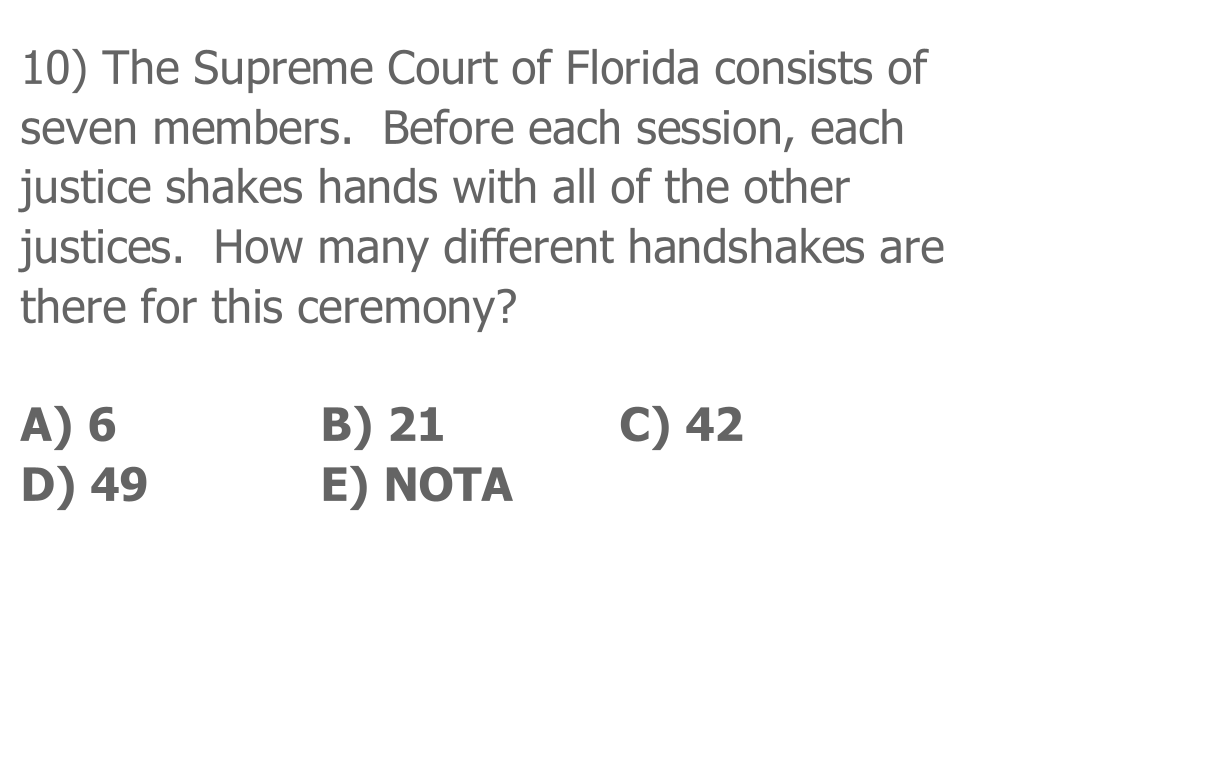 10) The Supreme Court of Florida consists of
seven members.  Before each session, each
justice shakes hands with all of the other
justices.  How many different handshakes are
there for this ceremony?
A) 6 B) 21 C) 42
D) 49 E) NOTA